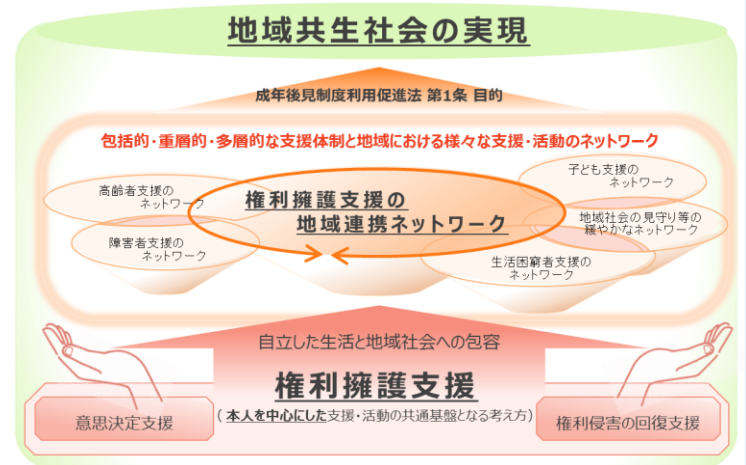 地域共生社会の実現
成年後見制度利用促進法 第1条 目的
包括的・重層的・多層的な支援体制と地域における様々な支援・活動のネットワーク
高齢者支援の
ネットワーク
障害者支援の
ネットワーク
権利擁護支援の
地域連携ネットワーク
子ども支援の
ネットワーク
地域社会の見守り等の
緩やかなネットワーク
生活困窮者支援の
ネットワーク
自立した生活と地域社会への包容
権利擁護支援
（本人を中心にした支援・活動の共通基盤となる考え方）
意思決定支援
権利侵害の回復支援